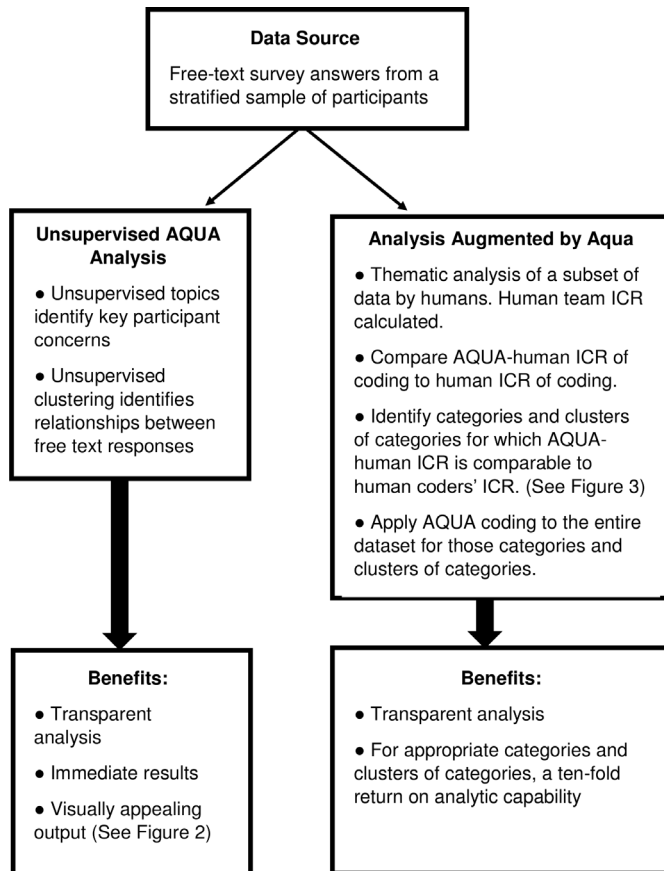 Data Source
Free-text survey answers from a
stratified sample of participants
Unsupervised AQUA
Analysis
● Unsupervised topics
identify key participant
concerns
● Unsupervised
clustering identifies
relationships between
free text responses
Analysis Augmented by Aqua
● Thematic analysis of a subset of
data by humans. Human team ICR
calculated.
● Compare AQUA-human ICR of
coding to human ICR of coding.
● Identify categories and clusters
of categories for which AQUA-
human ICR is comparable to
human coders’ ICR. (See Figure 3)
● Apply AQUA coding to the entire
dataset for those categories and
clusters of categories.
Benefits:
● Transparent
analysis
● Immediate results
● Visually appealing
output (See Figure 2)
Benefits:
● Transparent analysis
● For appropriate categories and
clusters of categories, a ten-fold
return on analytic capability